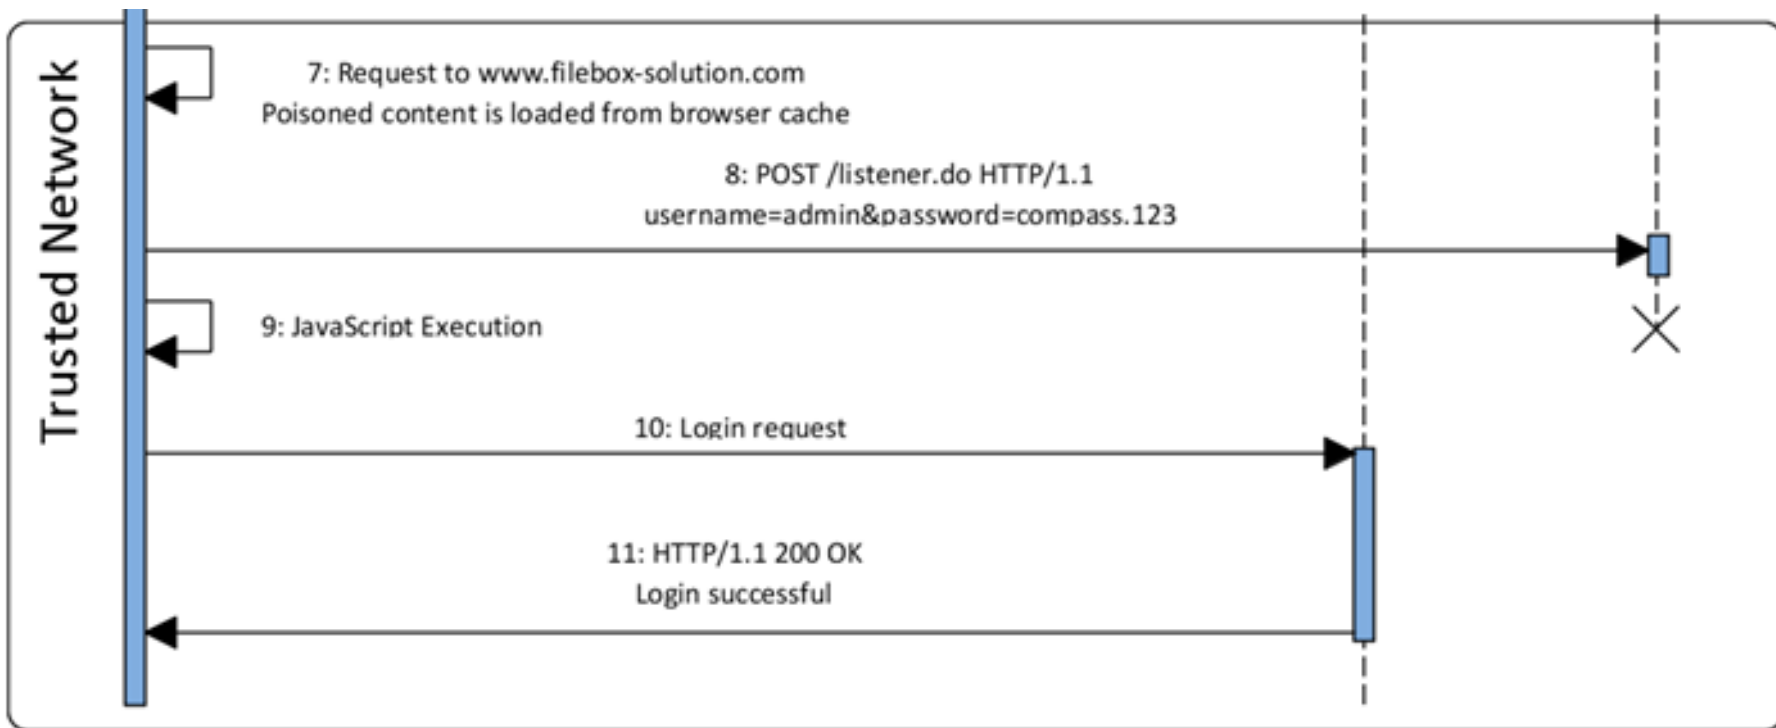 Trusted Network
7: Request to www.filebox-solution.com
Poisoned content is loaded from browser cache
8: POST /listener.do HTTP/1.1
username=admin&password=compass.123
9: JavaScript Execution
10: Login request
11: HTTP/1.1 200 OK
Login successful